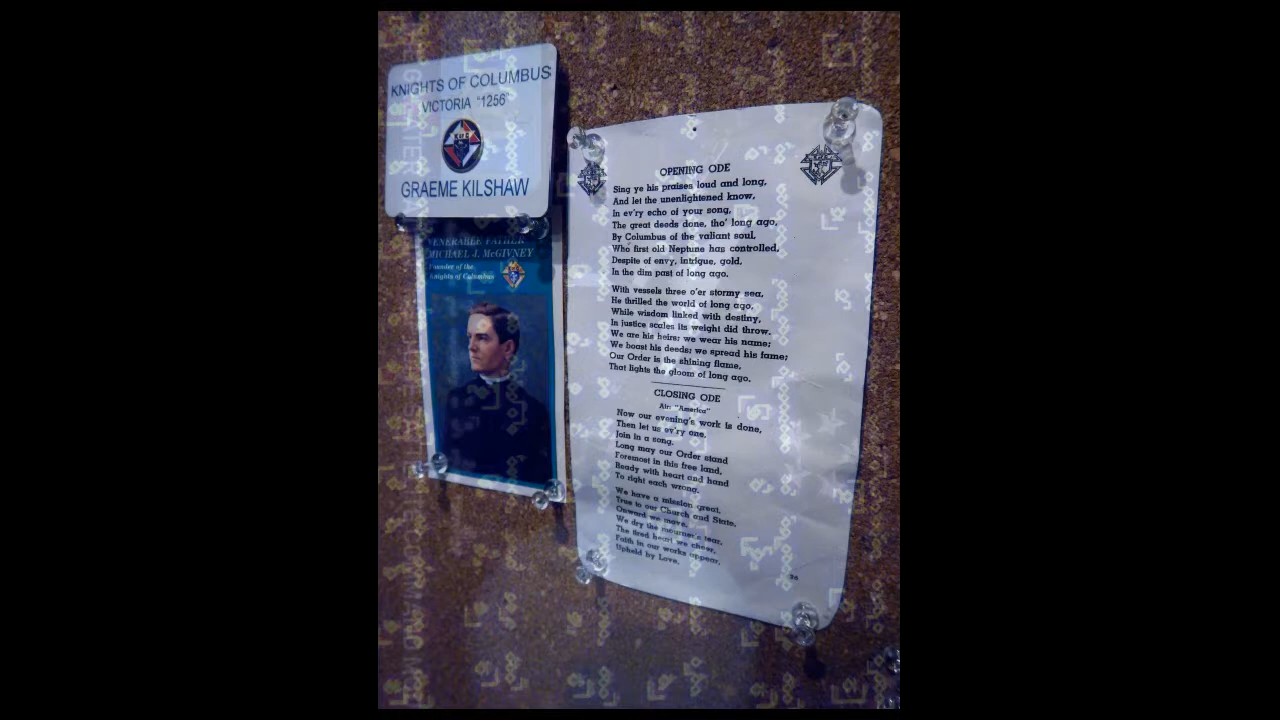 KNIGHTS OF COLUMBUS
VICTORIA "1256"
K of C
GRAEME KILSHAW
VENERABLE FATHER
MICHAEL J. McGIVNEY
Founder of the
Knights of Columbus
OPENING ODE
Sing ye his praises loud and long,
And let the unenlightened know,
In ev'ry echo of your song,
The great deeds done, tho' long ago,
By Columbus of the valiant soul,
Who first old Neptune has controlled,
Despite of envy, intrigue, gold,
In the dim past of long ago.
With vessels three o'er stormy sea,
He thrilled the world of long ago,
While wisdom linked with destiny,
In justice scales its weight did throw.
We are his heirs; we wear his name;
We boast his deeds; we spread his fame;
Our Order is the shining flame,
That lights the gloom of long ago.
CLOSING ODE
Air: "America"
Now our evening's work is done,
Then let us ev'ry one,
Join in a song.
Long may our Order stand
Foremost in this free land,
Ready with heart and hand
To right each wrong.
We have a mission great,
True to our Church and State,
Onward we move.
We dry the mourner's tear,
The tired heart we cheer,
Faith in our works appear,
Upheld by Love.